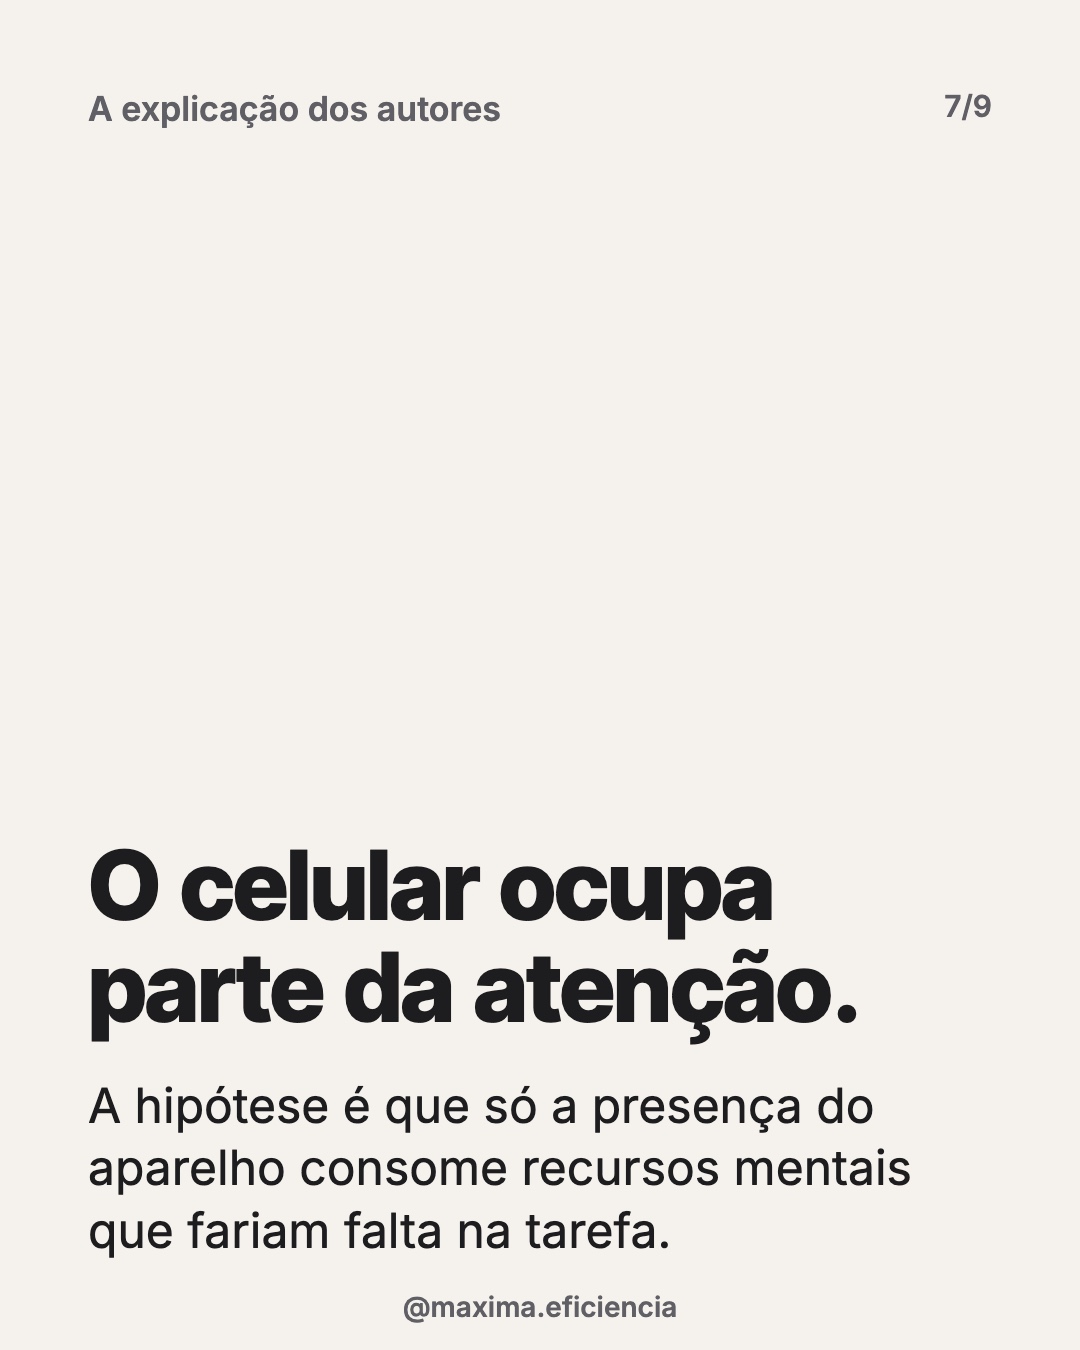 A explicação dos autores
7/9
O celular ocupa
parte da atenção.
A hipótese é que só a presença do
aparelho consome recursos mentais
que fariam falta na tarefa.
@maxima.eficiencia